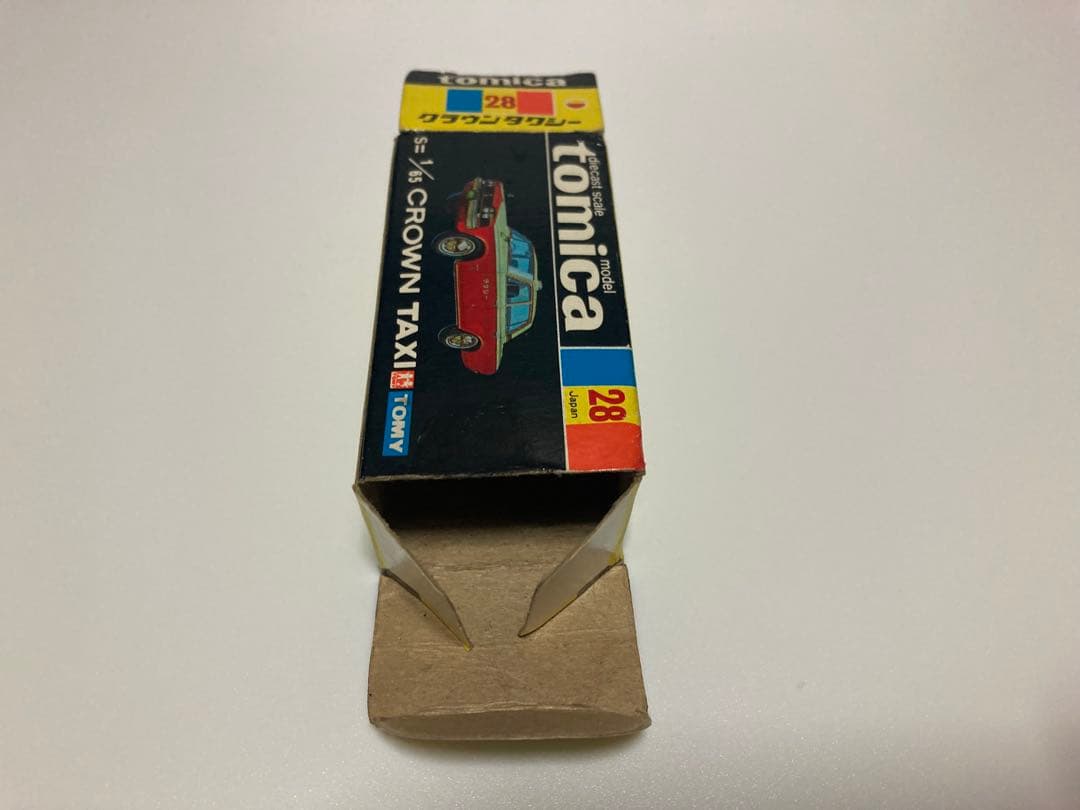 tomica
28
クラウンタクシー
diecast scale model
tomica
28
Japan
S=1/65 CROWN TAXI
TOMY